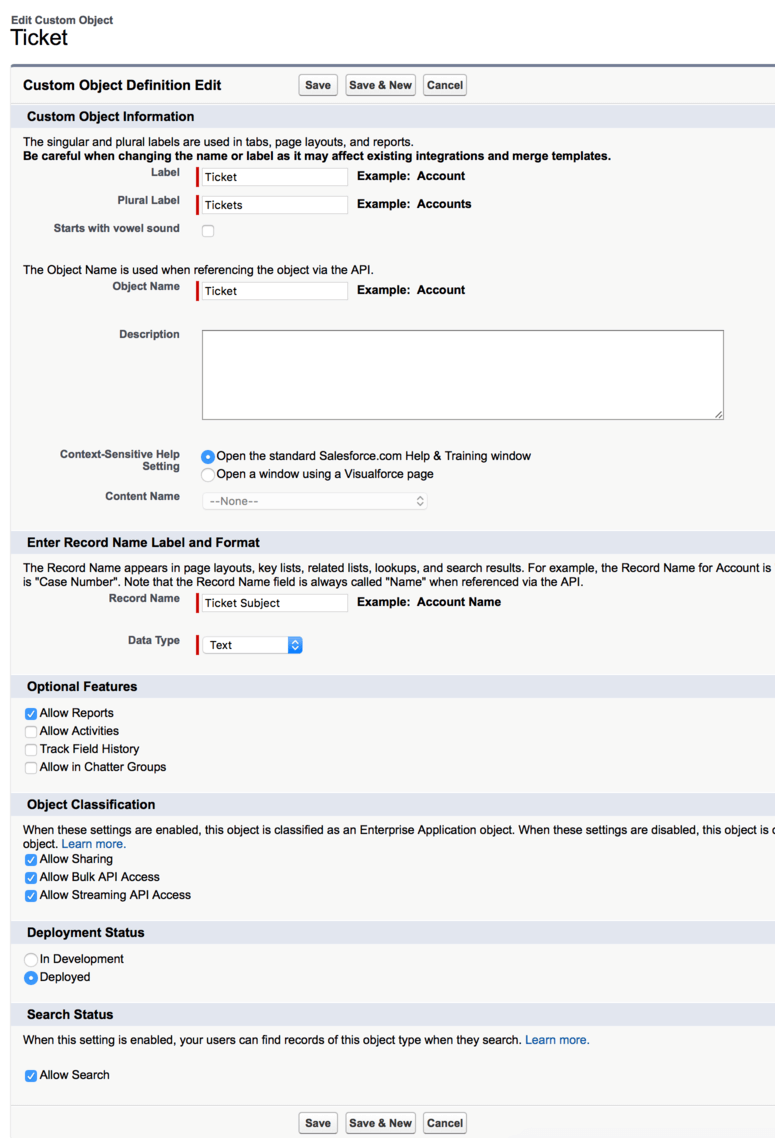 Edit Custom Object
Ticket
Custom Object Definition Edit Save Save & New Cancel
Custom Object Information
The singular and plural labels are used in tabs, page layouts, and reports.
Be careful when changing the name or label as it may affect existing integrations and merge templates.
Label Ticket Example: Account
Plural Label Tickets Example: Accounts
Starts with vowel sound
The Object Name is used when referencing the object via the API.
Object Name Ticket Example: Account
Description
Context-Sensitive Help Setting Open the standard Salesforce.com Help & Training window
Open a window using a Visualforce page
Content Name --None--
Enter Record Name Label and Format
The Record Name appears in page layouts, key lists, related lists, lookups, and search results. For example, the Record Name for Account is
is "Case Number". Note that the Record Name field is always called "Name" when referenced via the API.
Record Name Ticket Subject Example: Account Name
Data Type Text
Optional Features
Allow Reports
Allow Activities
Track Field History
Allow in Chatter Groups
Object Classification
When these settings are enabled, this object is classified as an Enterprise Application object. When these settings are disabled, this object is
object. Learn more.
Allow Sharing
Allow Bulk API Access
Allow Streaming API Access
Deployment Status
In Development
Deployed
Search Status
When this setting is enabled, your users can find records of this object type when they search. Learn more.
Allow Search
Save Save & New Cancel